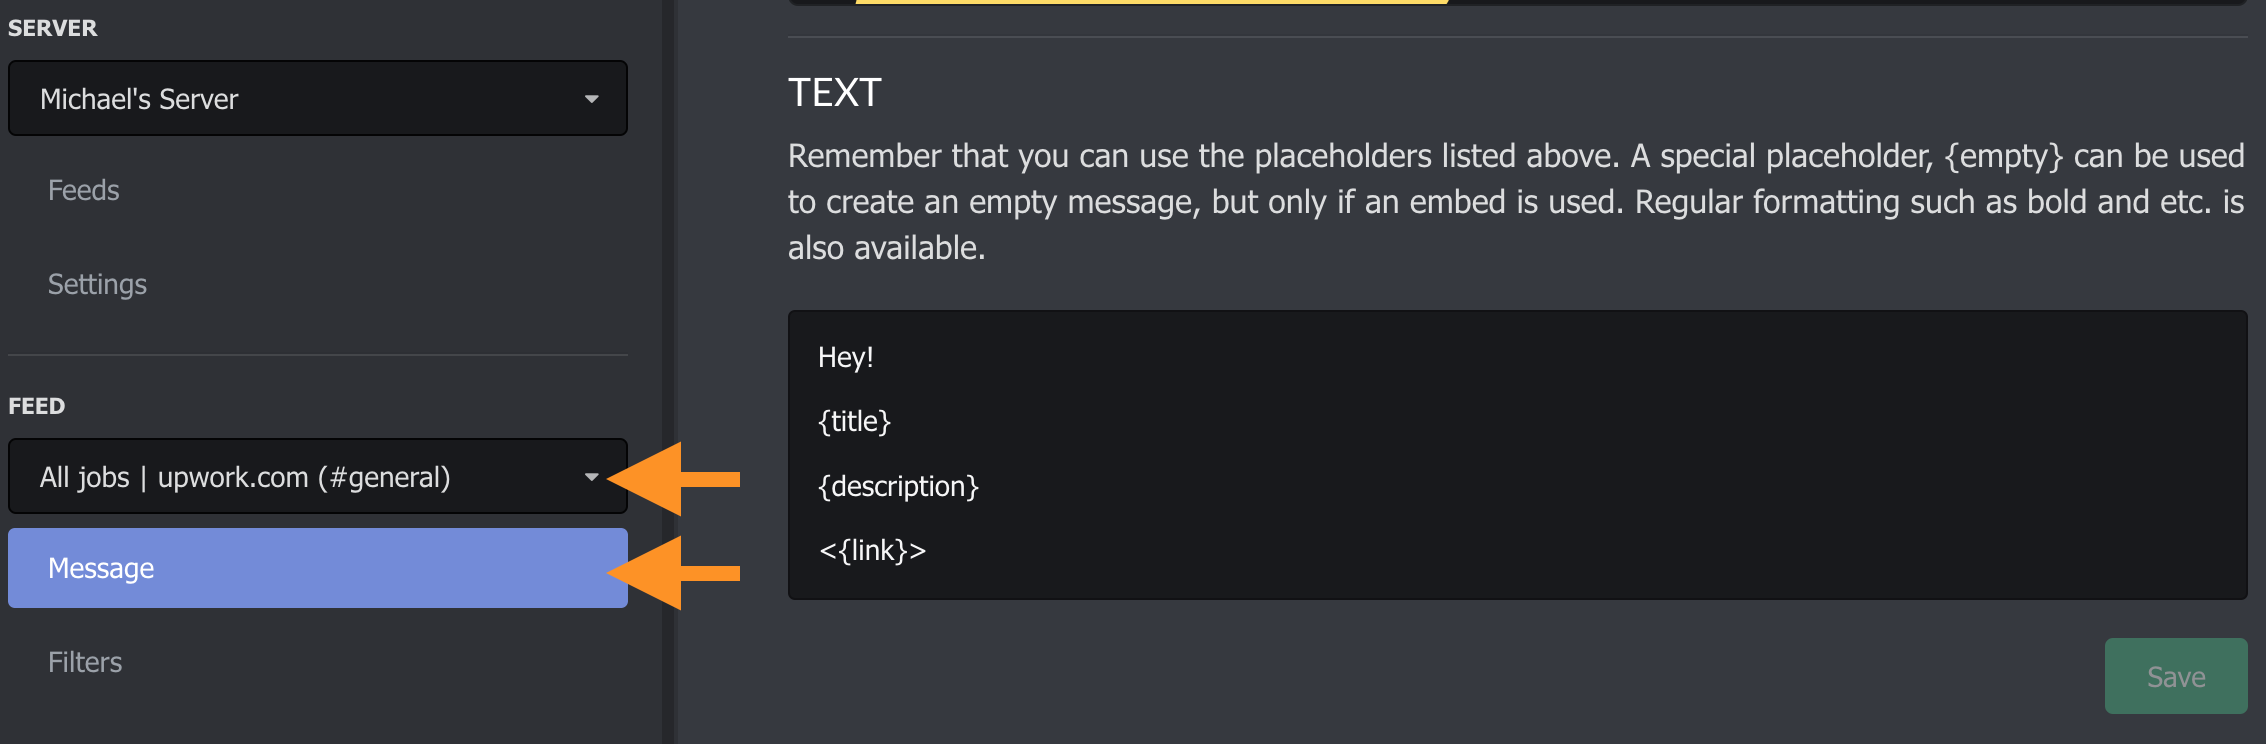 SERVER
Michael's Server
Feeds
Settings
FEED
All jobs | upwork.com (#general)
Message
Filters
TEXT
Remember that you can use the placeholders listed above. A special placeholder, {empty} can be used
to create an empty message, but only if an embed is used. Regular formatting such as bold and etc. is
also available.
Hey!
{title}
{description}
<{link}>
Save